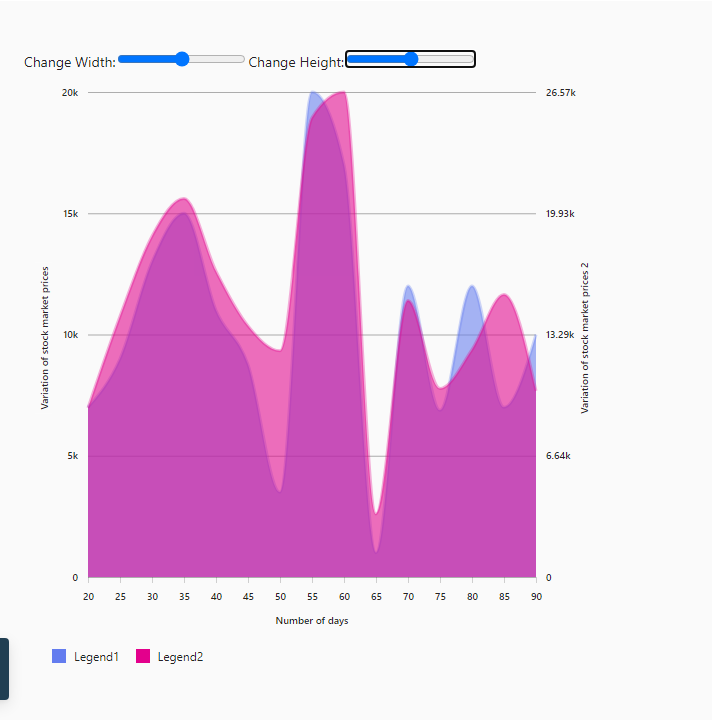 Change Width: Change Height:
20k 26.57k
15k 19.93k
10k 13.29k
5k 6.64k
0 0
Variation of stock market prices
Variation of stock market prices 2
20 25 30 35 40 45 50 55 60 65 70 75 80 85 90
Number of days
Legend1 Legend2